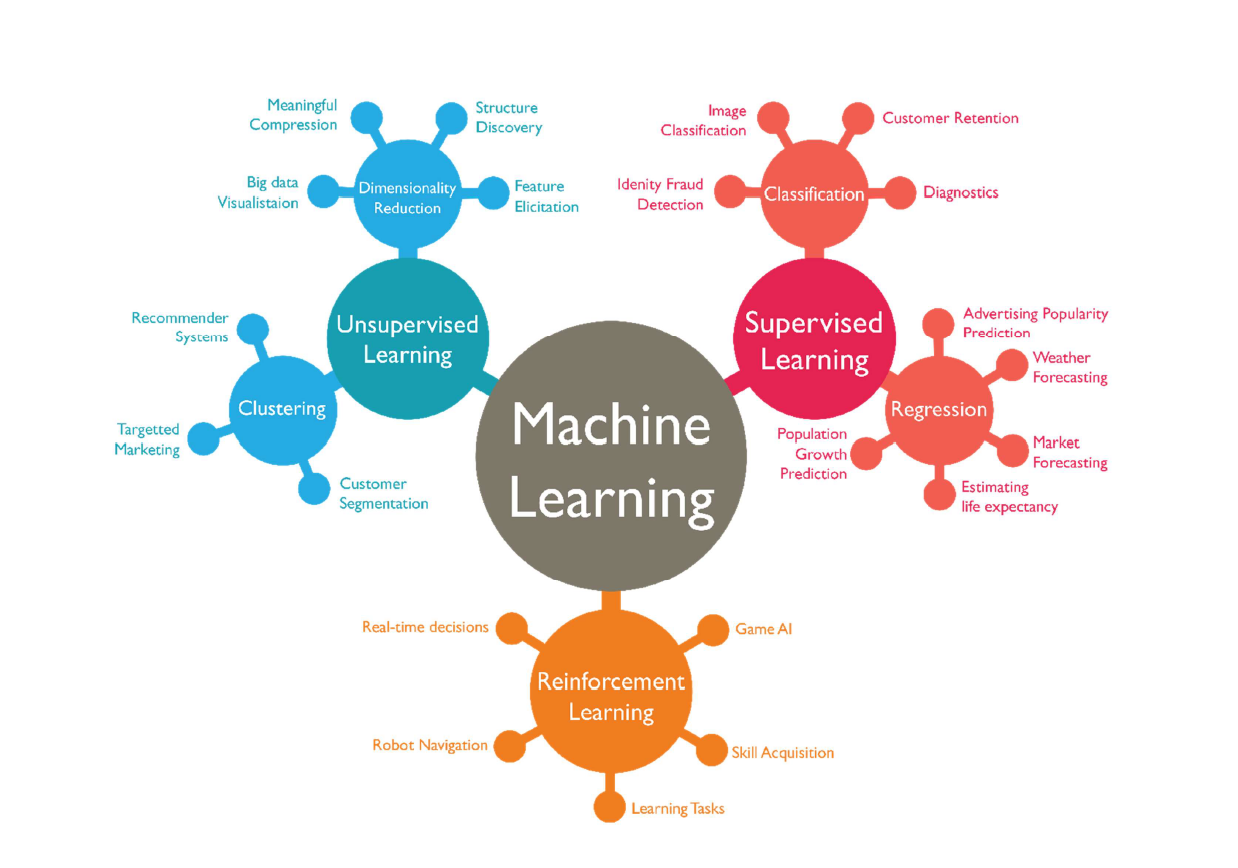 Meaningful
Compression
Structure
Discovery
Big data
Visualistaion
Dimensionality
Reduction
Feature
Elicitation
Unsupervised
Learning
Recommender
Systems
Clustering
Targetted
Marketing
Customer
Segmentation
Machine
Learning
Image
Classification
Customer Retention
Idenity Fraud
Detection
Classification
Diagnostics
Supervised
Learning
Advertising Popularity
Prediction
Weather
Forecasting
Regression
Population
Growth
Prediction
Market
Forecasting
Estimating
life expectancy
Real-time decisions
Game AI
Reinforcement
Learning
Robot Navigation
Skill Acquisition
Learning Tasks